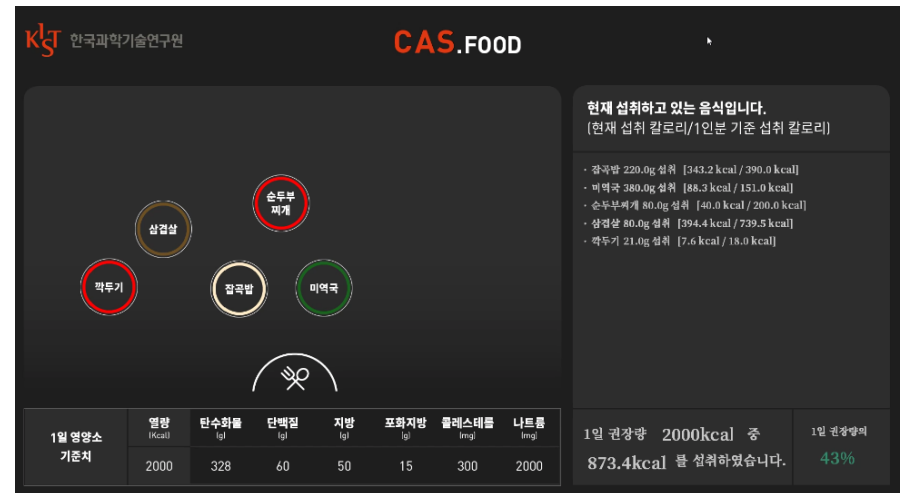 KIST 한국과학기술연구원
CAS.FOOD
순두부
찌개
삼겹살
깍두기
잡곡밥
미역국
현재 섭취하고 있는 음식입니다.
(현재 섭취 칼로리/1인분 기준 섭취 칼로리)
· 잡곡밥 220.0g 섭취 [343.2 kcal / 390.0 kcal]
· 미역국 380.0g 섭취 [88.3 kcal / 151.0 kcal]
· 순두부찌개 80.0g 섭취 [40.0 kcal / 200.0 kcal]
· 삼겹살 80.0g 섭취 [394.4 kcal / 739.5 kcal]
· 깍두기 21.0g 섭취 [7.6 kcal / 18.0 kcal]
1일 영양소
기준치
열량 탄수화물 단백질 지방 포화지방 콜레스테롤 나트륨
(Kcal) (g) (g) (g) (g) (mg) (mg)
2000 328 60 50 15 300 2000
1일 권장량 2000kcal 중
873.4kcal 를 섭취하였습니다.
1일 권장량의
43%